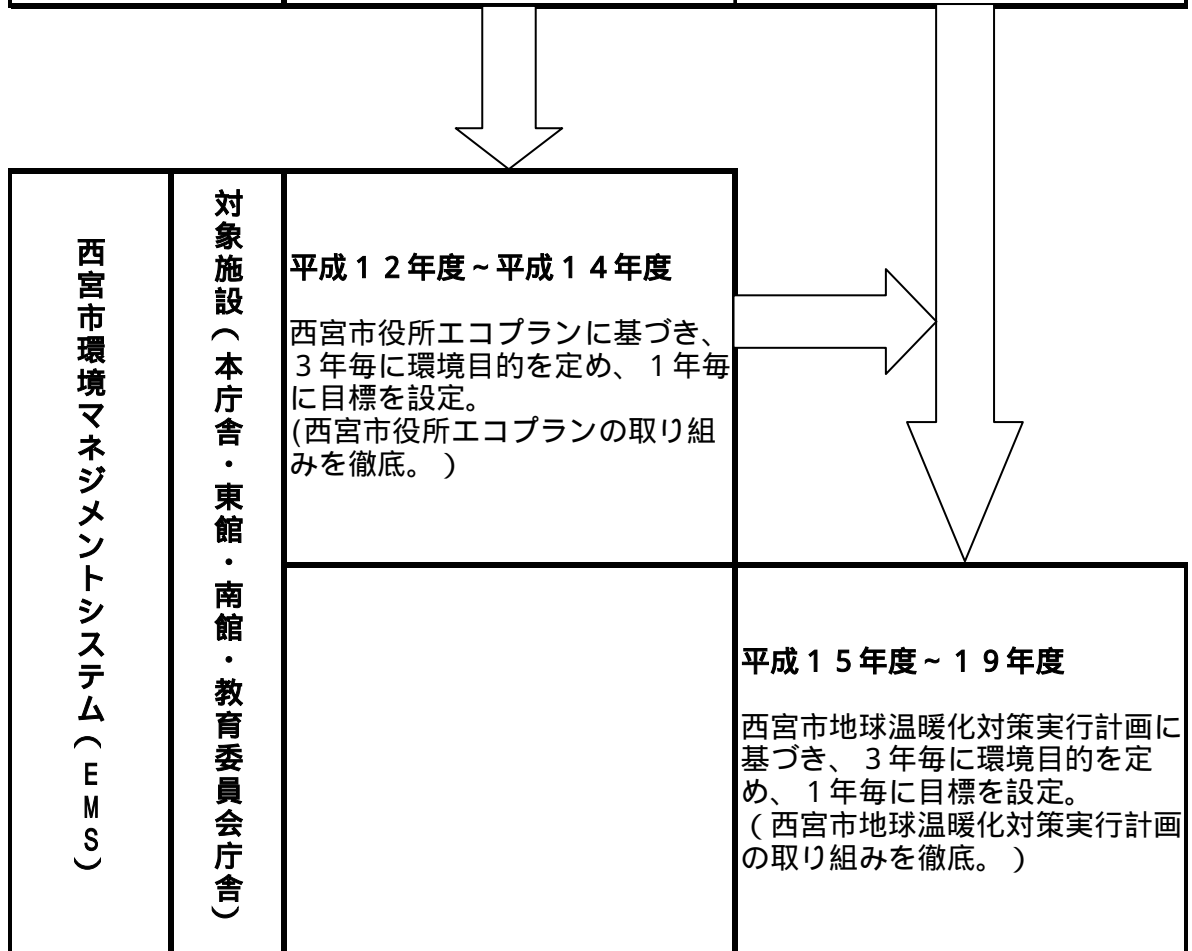 西宮市環境マネジメントシステム（ＥＭＳ）
対象施設（本庁舎・東館・南館・教育委員会庁舎）
平成１２年度～平成１４年度
西宮市役所エコプランに基づき、
３年毎に環境目的を定め、１年毎
に目標を設定。
(西宮市役所エコプランの取り組
みを徹底。）
平成１５年度～１９年度
西宮市地球温暖化対策実行計画に
基づき、３年毎に環境目的を定
め、１年毎に目標を設定。
（西宮市地球温暖化対策実行計画
の取り組みを徹底。）